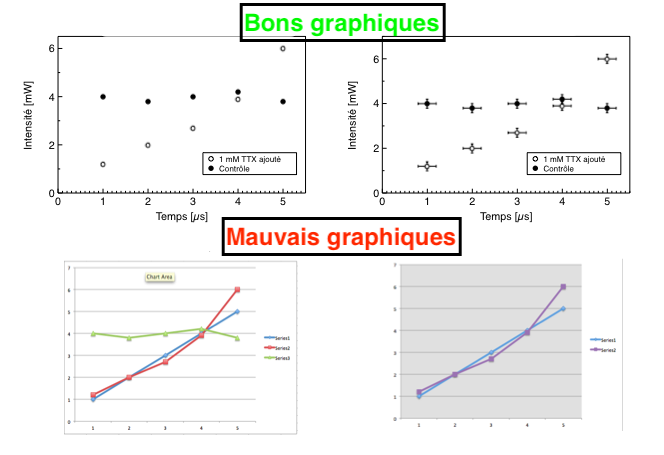 Bons graphiques
6
4
2
0
Intensité [mW]
1 mM TTX ajouté
Contrôle
0 1 2 3 4 5
Temps [µs]
6
4
2
0
Intensité [mW]
1 mM TTX ajouté
Contrôle
0 1 2 3 4 5
Temps [µs]
Mauvais graphiques
7
6
5
4
3
2
1
0
Chart Area
Series1
Series2
Series3
1 2 3 4 5
7
6
5
4
3
2
1
0
Series1
Series2
1 2 3 4 5